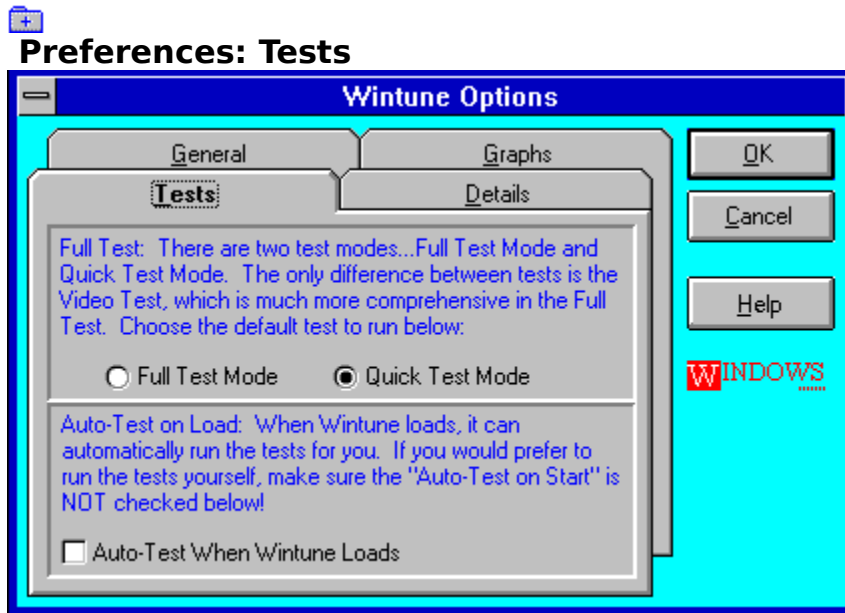 Preferences: Tests
Wintune Options
General
Graphs
Tests
Details
Full Test:  There are two test modes...Full Test Mode and
Quick Test Mode.  The only difference between tests is the
Video Test, which is much more comprehensive in the Full
Test.  Choose the default test to run below:
Full Test Mode
Quick Test Mode
Auto-Test on Load:  When Wintune loads, it can
automatically run the tests for you.  If you would prefer to
run the tests yourself, make sure the "Auto-Test on Start" is
NOT checked below!
Auto-Test When Wintune Loads
OK
Cancel
Help
WINDOWS